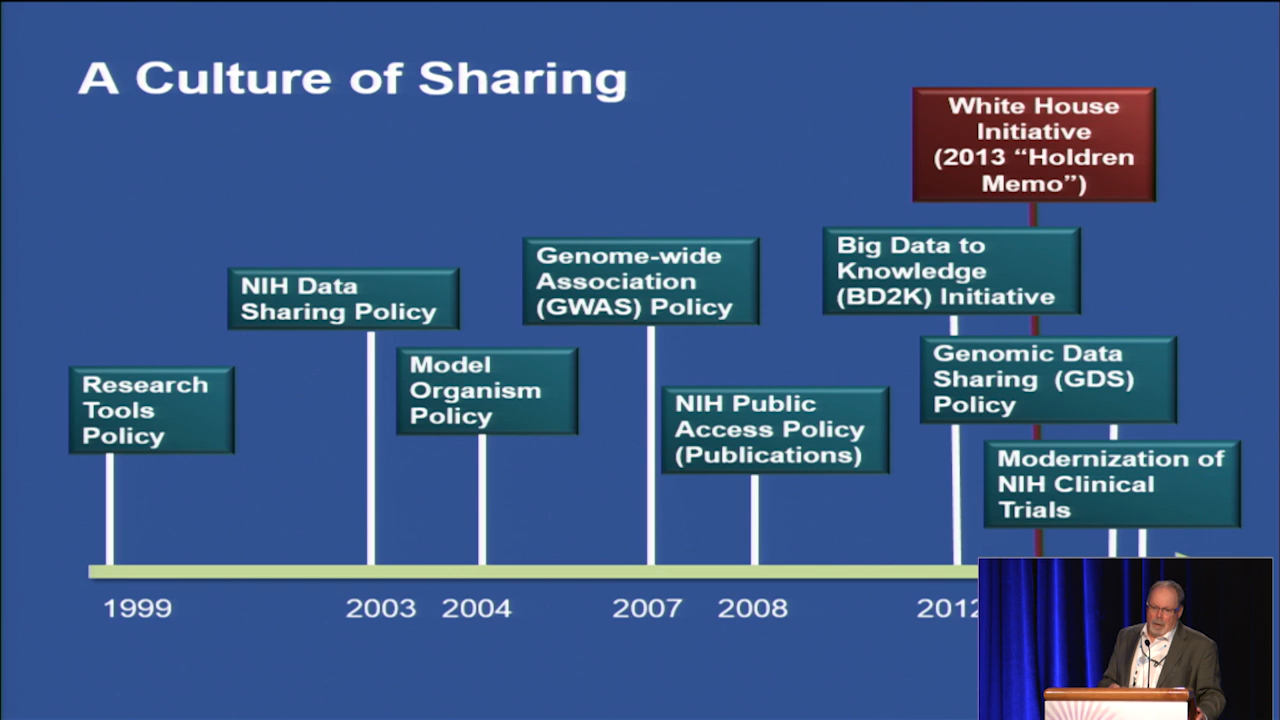 A Culture of Sharing
White House
Initiative
(2013 “Holdren
Memo”)
Genome-wide
Association
(GWAS) Policy
Big Data to
Knowledge
(BD2K) Initiative
NIH Data
Sharing Policy
Model
Organism
Policy
Genomic Data
Sharing (GDS)
Policy
Research
Tools
Policy
NIH Public
Access Policy
(Publications)
Modernization of
NIH Clinical
Trials
1999
2003
2004
2007
2008
2012